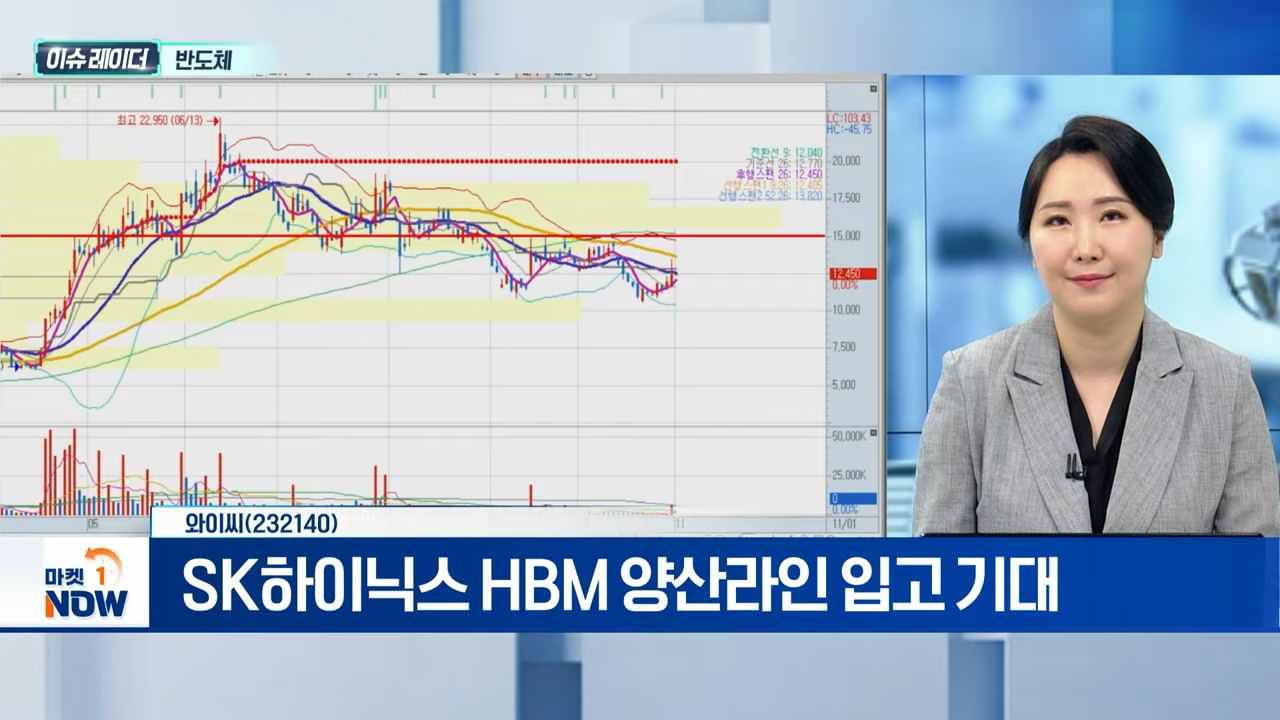 이슈 레이더 반도체
최고 22,950 (06/13)
LC:103,43
HC:-45,75
전환선 9: 12,040
기준선 26: 12,770
후행스팬 26: 12,450
선행스팬1 9,26: 12,405
선행스팬2 52,26: 13,820
20,000
17,500
15,000
12,450
0.00%
10,000
7,500
5,000
50,000K
25,000K
0
0.00%
05
11
11/01
와이씨(232140)
마켓 1
NOW
SK하이닉스 HBM 양산라인 입고 기대